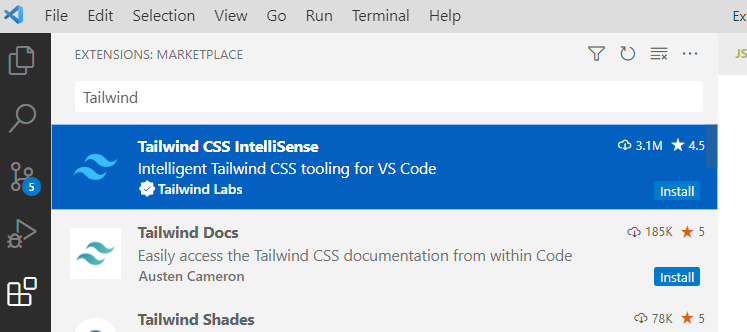 File Edit Selection View Go Run Terminal Help
Ex
EXTENSIONS: MARKETPLACE
JS
Tailwind
Tailwind CSS IntelliSense 3.1M 4.5
Intelligent Tailwind CSS tooling for VS Code
Tailwind Labs Install
5
Tailwind Docs 185K 5
Easily access the Tailwind CSS documentation from within Code
Austen Cameron Install
Tailwind Shades 78K 5